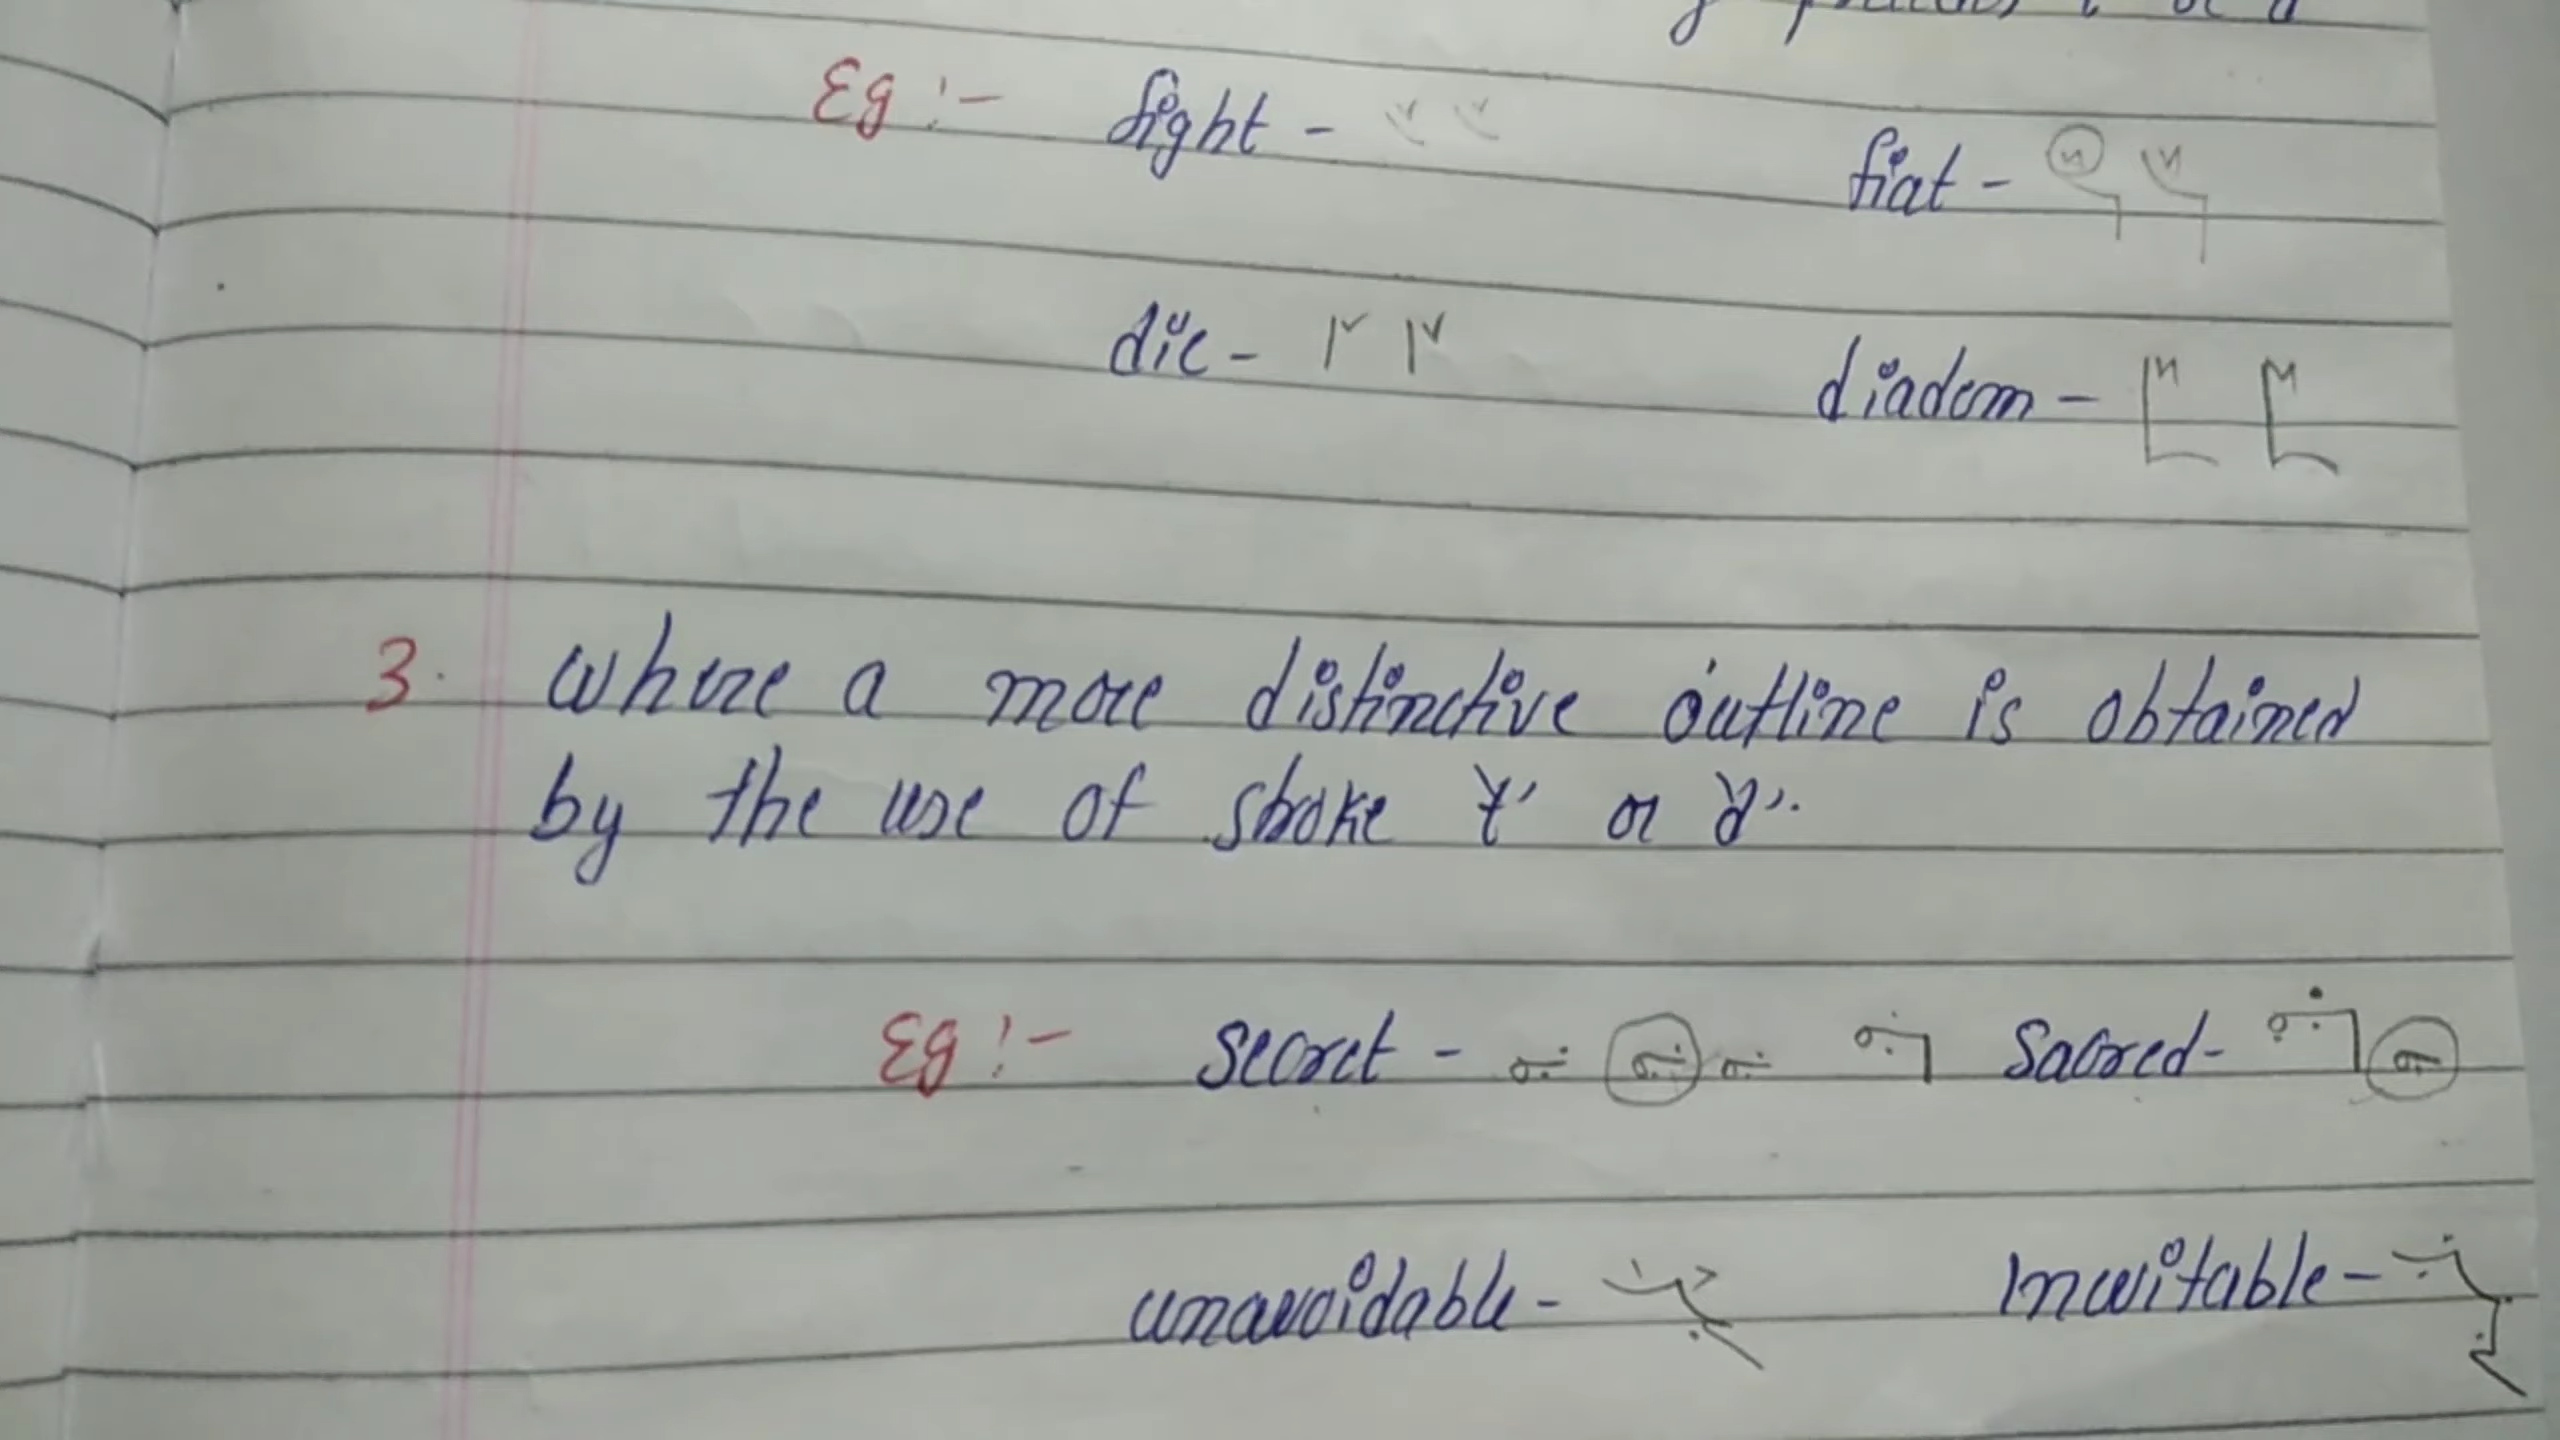 Eg :- fight - fiat -
die - diadem -
3. Where a more distinctive outline is obtained
by the use of stroke 't' or 'd'.
Eg :- Secret - Sacred -
unavoidable - Inevitable -